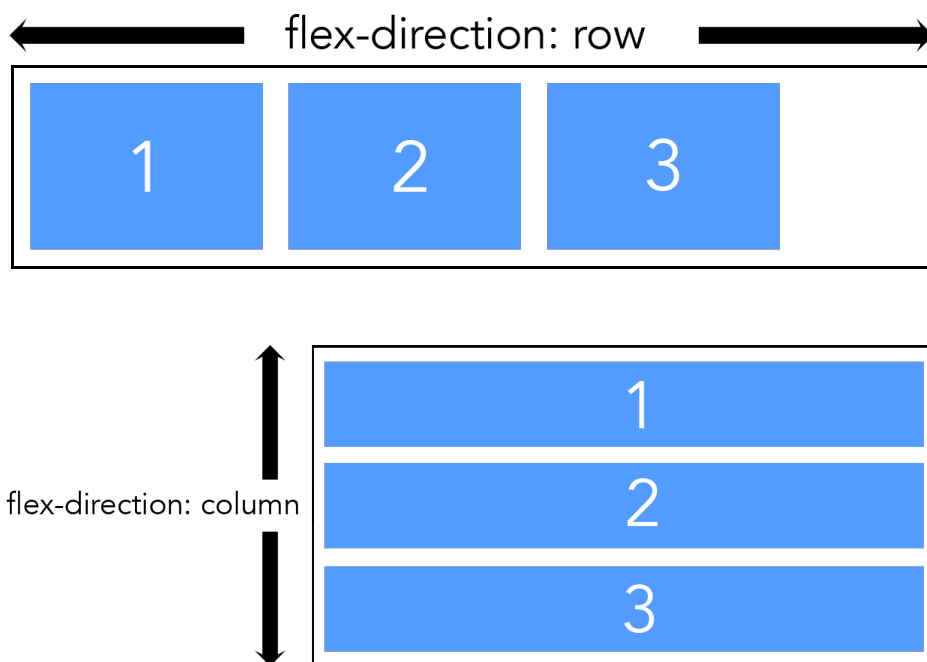 flex-direction: row
1 2 3
1
2
flex-direction: column
3